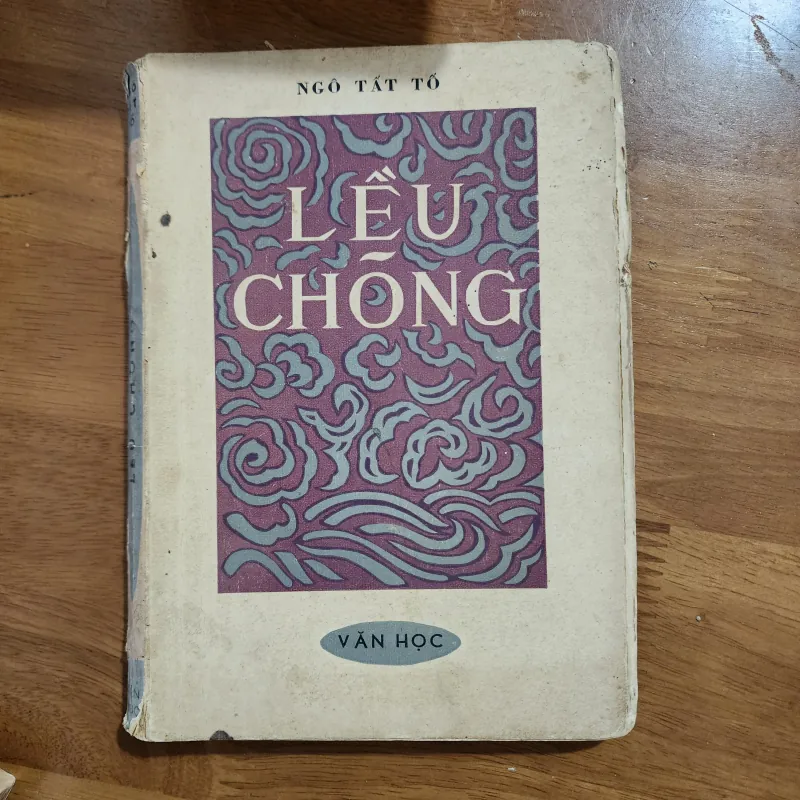 NGÔ TẤT TỐ
LỀU
CHÕNG
VĂN HỌC